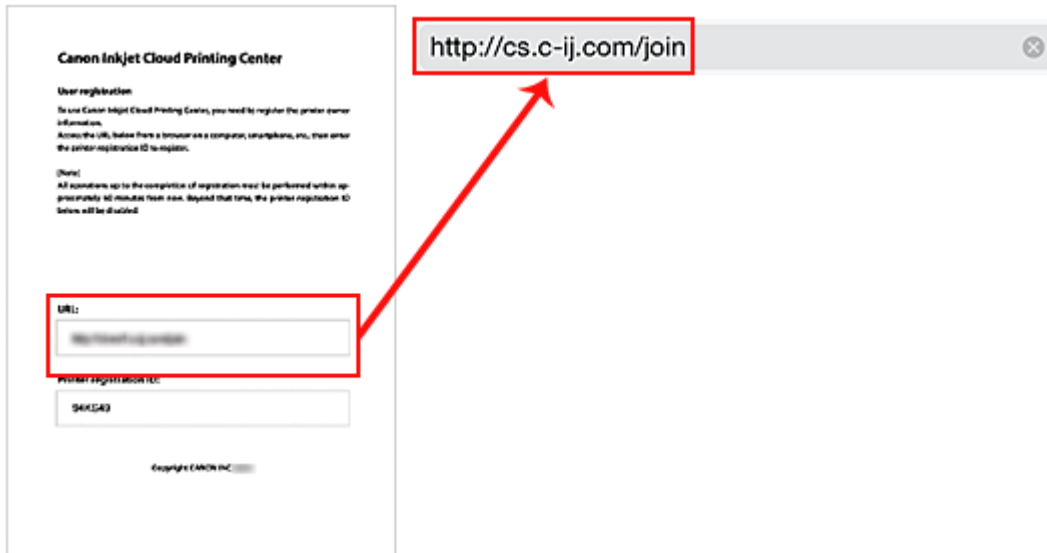 Canon Inkjet Cloud Printing Center
User registration
To use Canon Inkjet Cloud Printing Center, you need to register the printer owner
information.
Access the URL below from a browser on a computer, smartphone, etc., then enter
the printer registration ID to register.
[Note]
All operations up to the completion of registration must be performed within ap-
proximately 60 minutes from now. Beyond that time, the printer registration ID
below will be disabled.
URL:
Printer registration ID:
Copyright CANON INC.
http://cs.c-ij.com/join